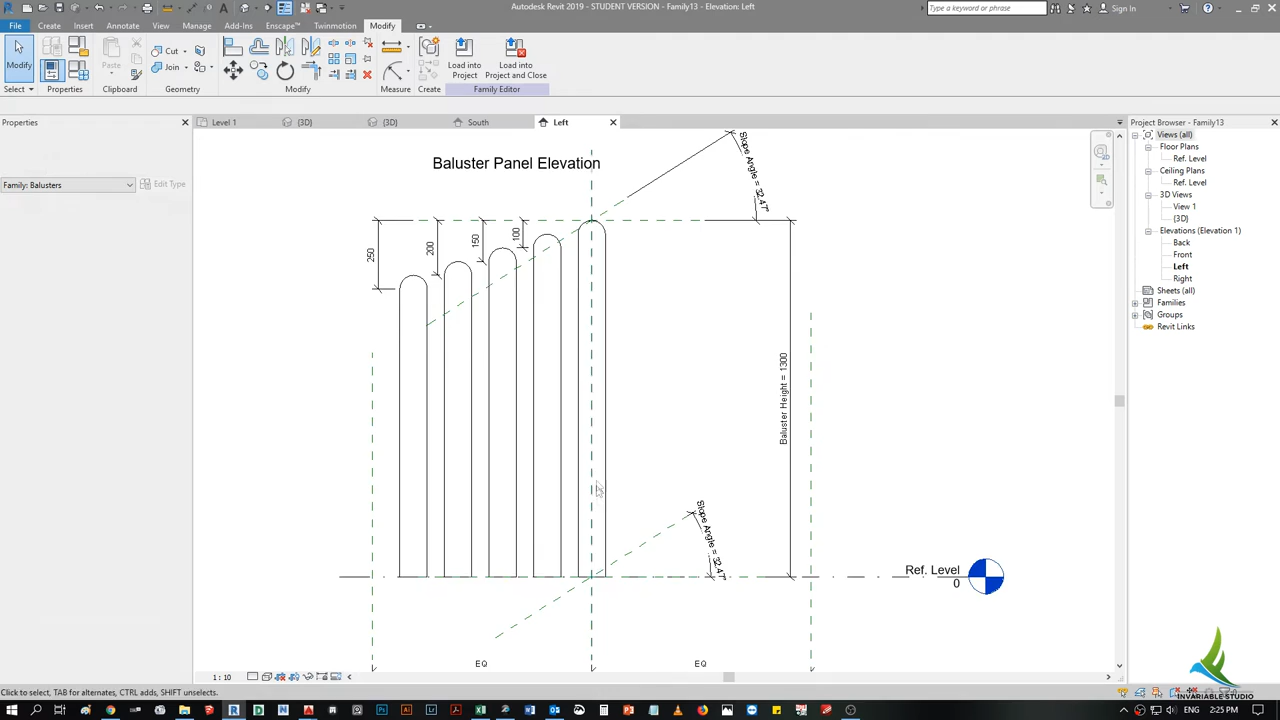 Autodesk Revit 2019 - STUDENT VERSION - Family13 - Elevation: Left
Type a keyword or phrase
Sign In
File Create Insert Annotate View Manage Add-Ins Enscape™ Twinmotion Modify
Modify
Cut
Join
Paste
Load into Project
Load into Project and Close
Select Properties Clipboard Geometry Modify Measure Create Family Editor
Properties
Level 1
{3D}
{3D}
South
Left
Project Browser - Family13
Family: Balusters
Edit Type
Views (all)
Floor Plans
Ref. Level
Ceiling Plans
Ref. Level
3D Views
View 1
{3D}
Elevations (Elevation 1)
Back
Front
Left
Right
Sheets (all)
Families
Groups
Revit Links
Baluster Panel Elevation
Slope Angle = 32.47°
250
200
150
100
Baluster Height = 1300
Slope Angle = 32.47°
Ref. Level
0
EQ
EQ
1 : 10
Click to select, TAB for alternates, CTRL adds, SHIFT unselects.
INVARIABLE STUDIO
ENG
2:25 PM